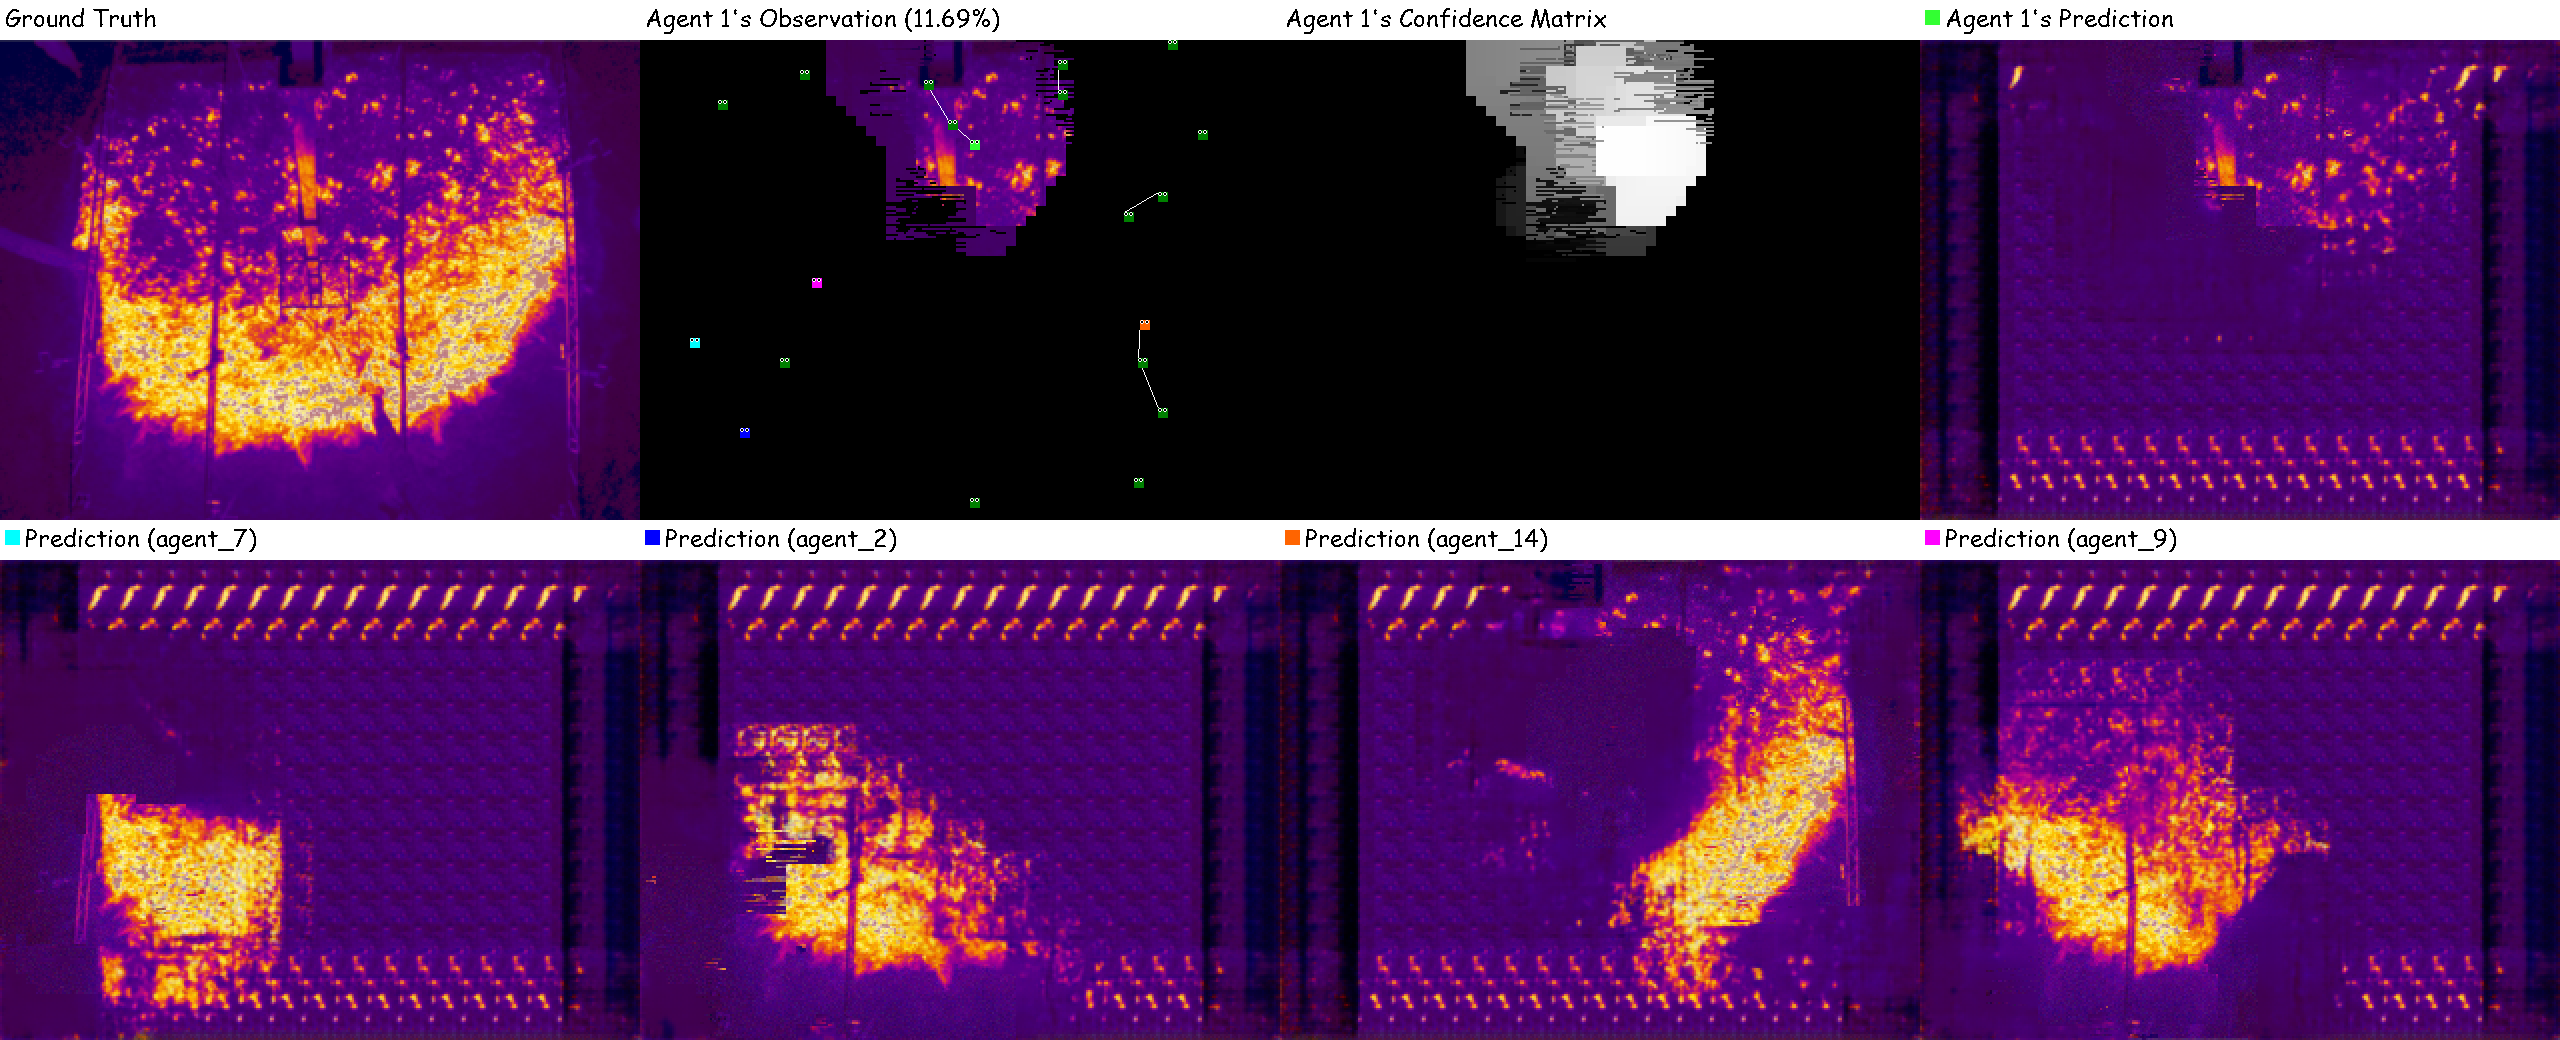 Ground Truth
Agent 1's Observation (11.69%)
Agent 1's Confidence Matrix
Agent 1's Prediction
Prediction (agent_7)
Prediction (agent_2)
Prediction (agent_14)
Prediction (agent_9)